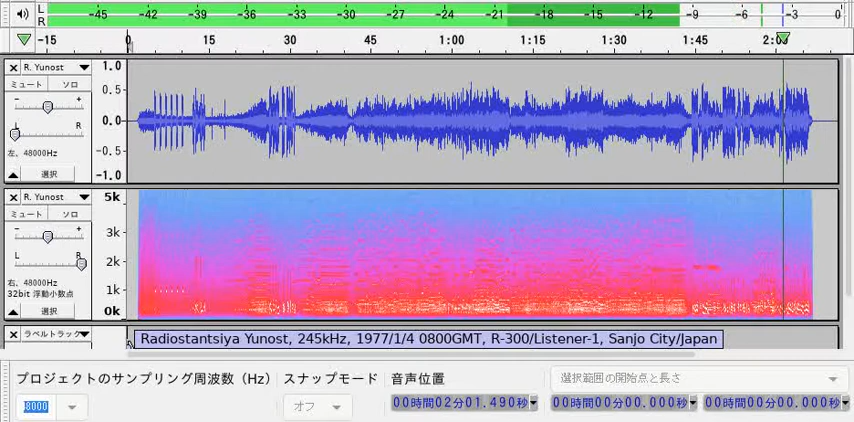 L
R
-45 -42 -39 -36 -33 -30 -27 -24 -21 -18 -15 -12 -9 -6 -3 0
-15 0 15 30 45 1:00 1:15 1:30 1:45
R. Yunost
ミュート ソロ
- +
L R
左, 48000Hz
選択
1.0
0.5
0.0
-0.5
-1.0
R. Yunost
ミュート ソロ
- +
L R
右, 48000Hz
32bit 浮動小数点
選択
5k
3k
2k
1k
0k
ラベルトラック
Radiostantsiya Yunost, 245kHz, 1977/1/4 0800GMT, R-300/Listener-1, Sanjo City/Japan
プロジェクトのサンプリング周波数（Hz） スナップモード 音声位置 選択範囲の開始点と長さ
オフ 00時間02分01.490秒 00時間00分00.000秒 00時間00分00.000秒